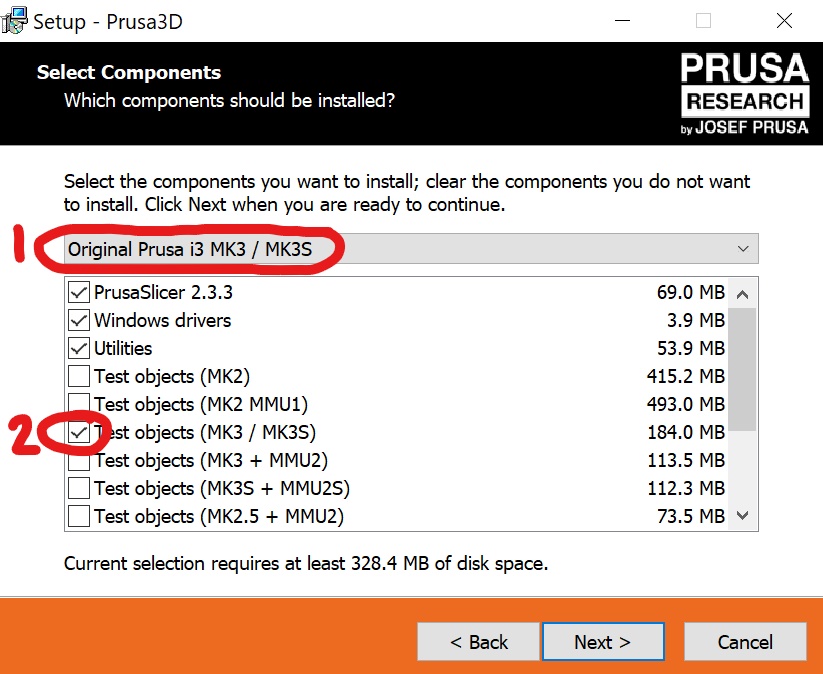 Setup - Prusa3D
Select Components
Which components should be installed?
PRUSA
RESEARCH
by JOSEF PRUSA
Select the components you want to install; clear the components you do not want
to install. Click Next when you are ready to continue.
1 Original Prusa i3 MK3 / MK3S
PrusaSlicer 2.3.3 69.0 MB
Windows drivers 3.9 MB
Utilities 53.9 MB
Test objects (MK2) 415.2 MB
Test objects (MK2 MMU1) 493.0 MB
2 Test objects (MK3 / MK3S) 184.0 MB
Test objects (MK3 + MMU2) 113.5 MB
Test objects (MK3S + MMU2S) 112.3 MB
Test objects (MK2.5 + MMU2) 73.5 MB
Current selection requires at least 328.4 MB of disk space.
< Back Next > Cancel